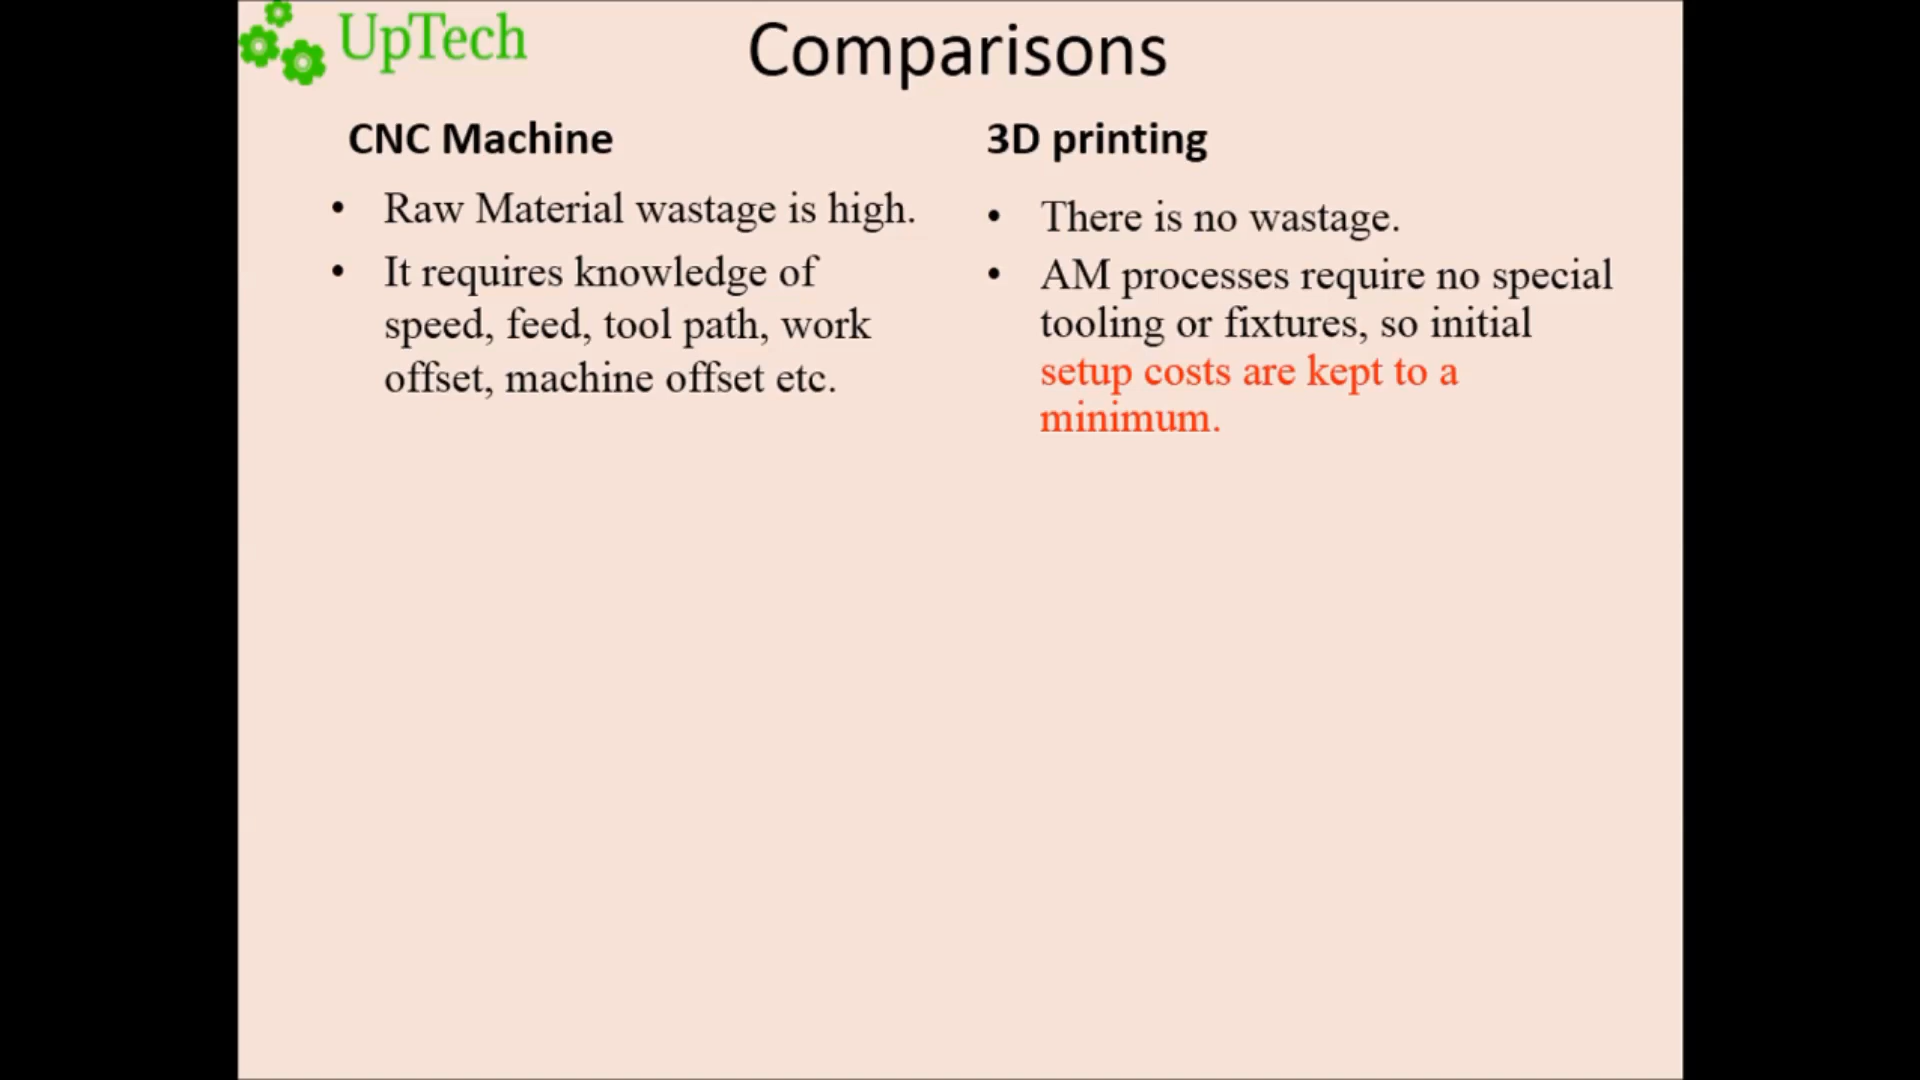 UpTech
Comparisons
CNC Machine
• Raw Material wastage is high.
• It requires knowledge of
speed, feed, tool path, work
offset, machine offset etc.
3D printing
• There is no wastage.
• AM processes require no special
tooling or fixtures, so initial
setup costs are kept to a
minimum.